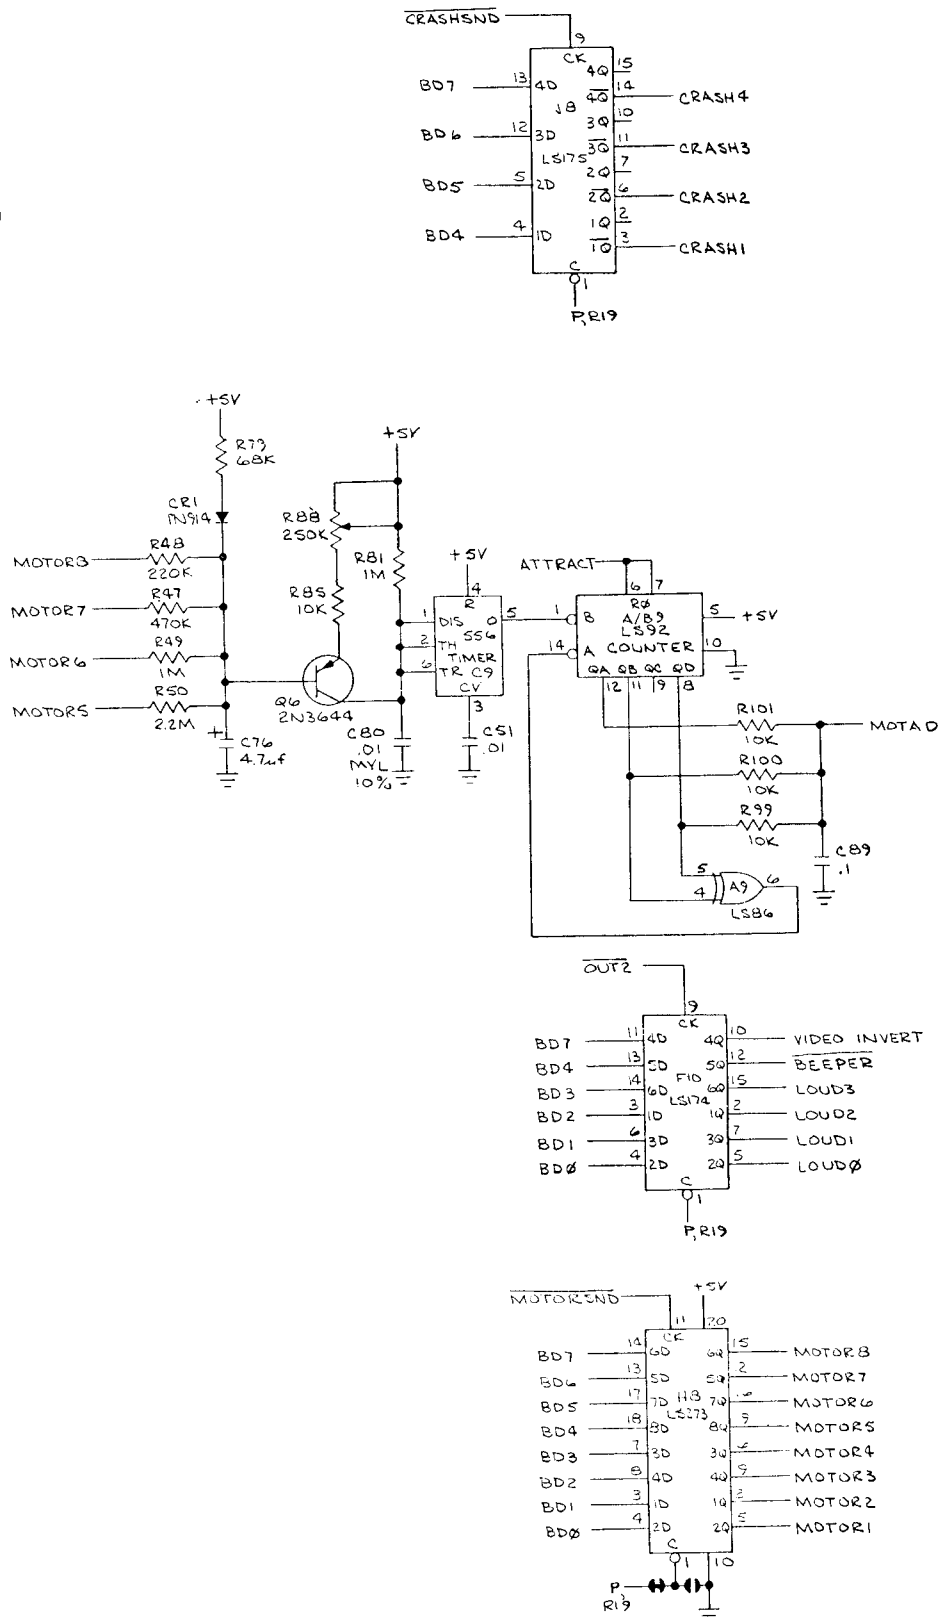 CRASHSND
9
CK
4Q 15
BD7 13 4D
4Q 14 CRASH4
J8
3Q 10
BD6 12 3D
3Q 11 CRASH3
LS175
2Q 7
BD5 5 2D
2Q 6 CRASH2
1Q 2
BD4 4 1D
1Q 3 CRASH1
C
1
P,R19
+5V
R79
68K
CR1
1N914
MOTOR8
R48
220K
MOTOR7
R47
470K
MOTOR6
R49
1M
MOTOR5
R50
2.2M
+
C76
4.7uf
+5V
R88
250K
R85
10K
Q6
2N3644
R81
1M
C80
.01
MYL
10%
+5V
4
R
1 DIS O 5
556
2 TH
TIMER
6 TR C9
CV
3
C51
.01
ATTRACT
6 7
RØ
1 B A/B9 5 +5V
LS92
14 A COUNTER 10
QA QB QC QD
12 11 9 8
R101
10K
MOTAD
R100
10K
R99
10K
C89
.1
5
4
A9 6
LS86
OUT2
9
CK
BD7 11 4D 4Q 10 VIDEO INVERT
BD4 13 5D 5Q 12 BEEPER
F10
BD3 14 6D 6Q 15 LOUD3
LS174
BD2 3 1D 1Q 2 LOUD2
BD1 6 3D 3Q 7 LOUD1
BDØ 4 2D 2Q 5 LOUDØ
C
1
P,R19
MOTORSND
+5V
11 20
CK
BD7 14 6D 6Q 15 MOTOR8
BD6 13 5D 5Q 2 MOTOR7
H8
BD5 17 7D 7Q 6 MOTOR6
LS273
BD4 18 8D 8Q 9 MOTOR5
BD3 7 3D 3Q 6 MOTOR4
BD2 8 4D 4Q 9 MOTOR3
BD1 3 1D 1Q 2 MOTOR2
BDØ 4 2D 2Q 5 MOTOR1
C
1 10
P
R19